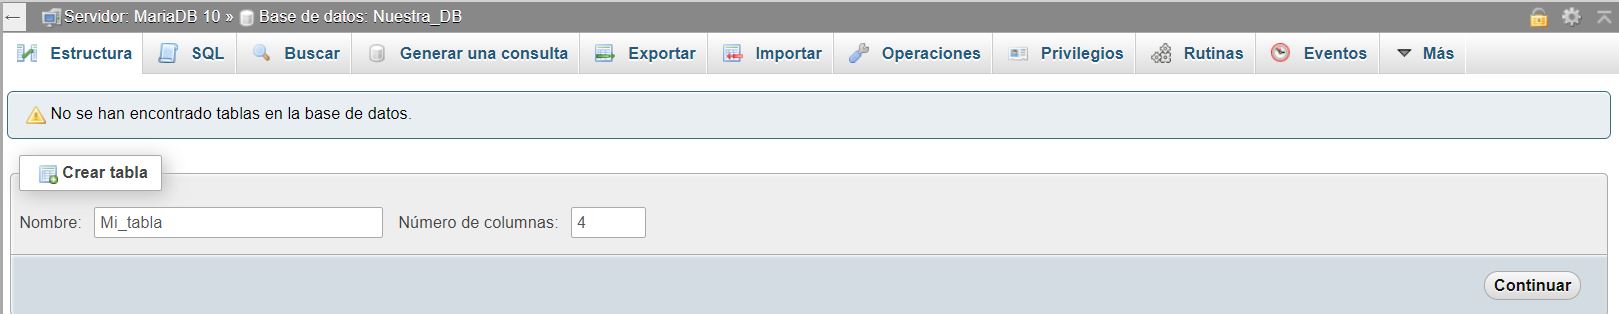 Servidor: MariaDB 10 » Base de datos: Nuestra_DB
Estructura SQL Buscar Generar una consulta Exportar Importar Operaciones Privilegios Rutinas Eventos Más
No se han encontrado tablas en la base de datos.
Crear tabla
Nombre: Mi_tabla Número de columnas: 4
Continuar